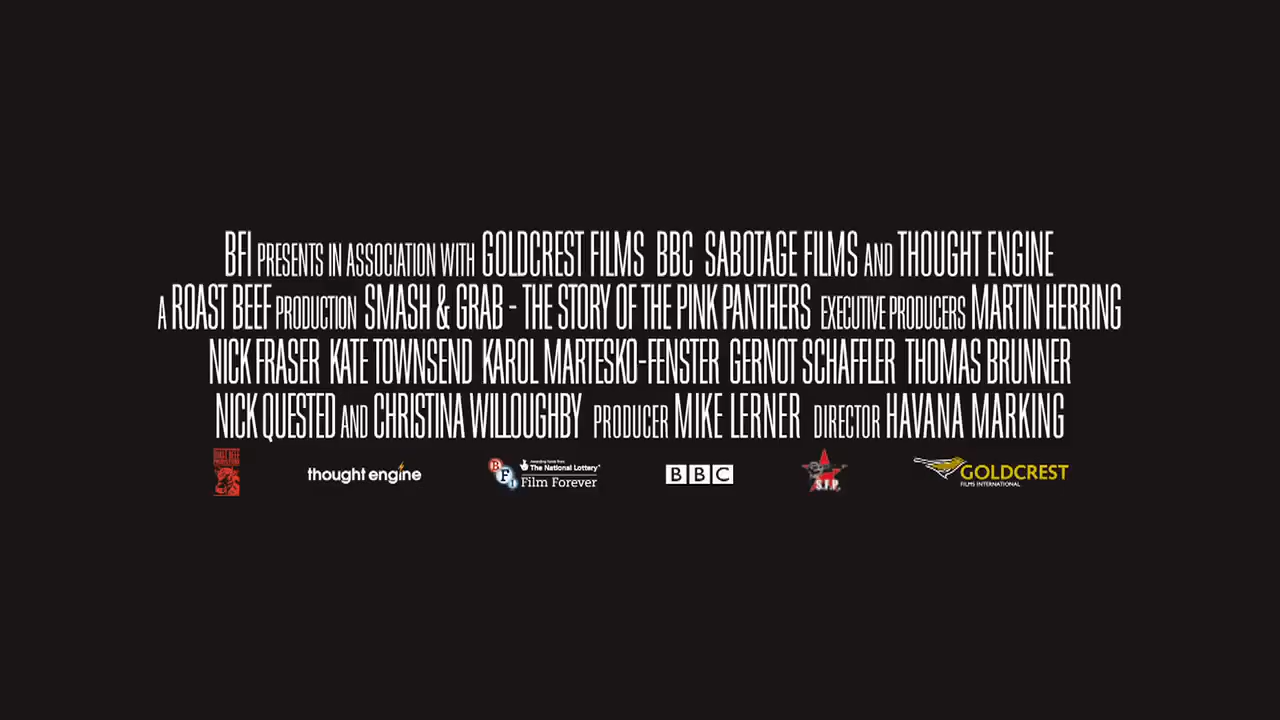 BFI PRESENTS IN ASSOCIATION WITH GOLDCREST FILMS BBC SABOTAGE FILMS AND THOUGHT ENGINE
A ROAST BEEF PRODUCTION SMASH & GRAB - THE STORY OF THE PINK PANTHERS EXECUTIVE PRODUCERS MARTIN HERRING
NICK FRASER KATE TOWNSEND KAROL MARTESKO-FENSTER GERNOT SCHAFFLER THOMAS BRUNNER
NICK QUESTED AND CHRISTINA WILLOUGHBY PRODUCER MIKE LERNER DIRECTOR HAVANA MARKING
ROAST BEEF
thought engine
BFI
The National Lottery
Film Forever
BBC
S.F.P.
GOLDCREST
FILMS INTERNATIONAL